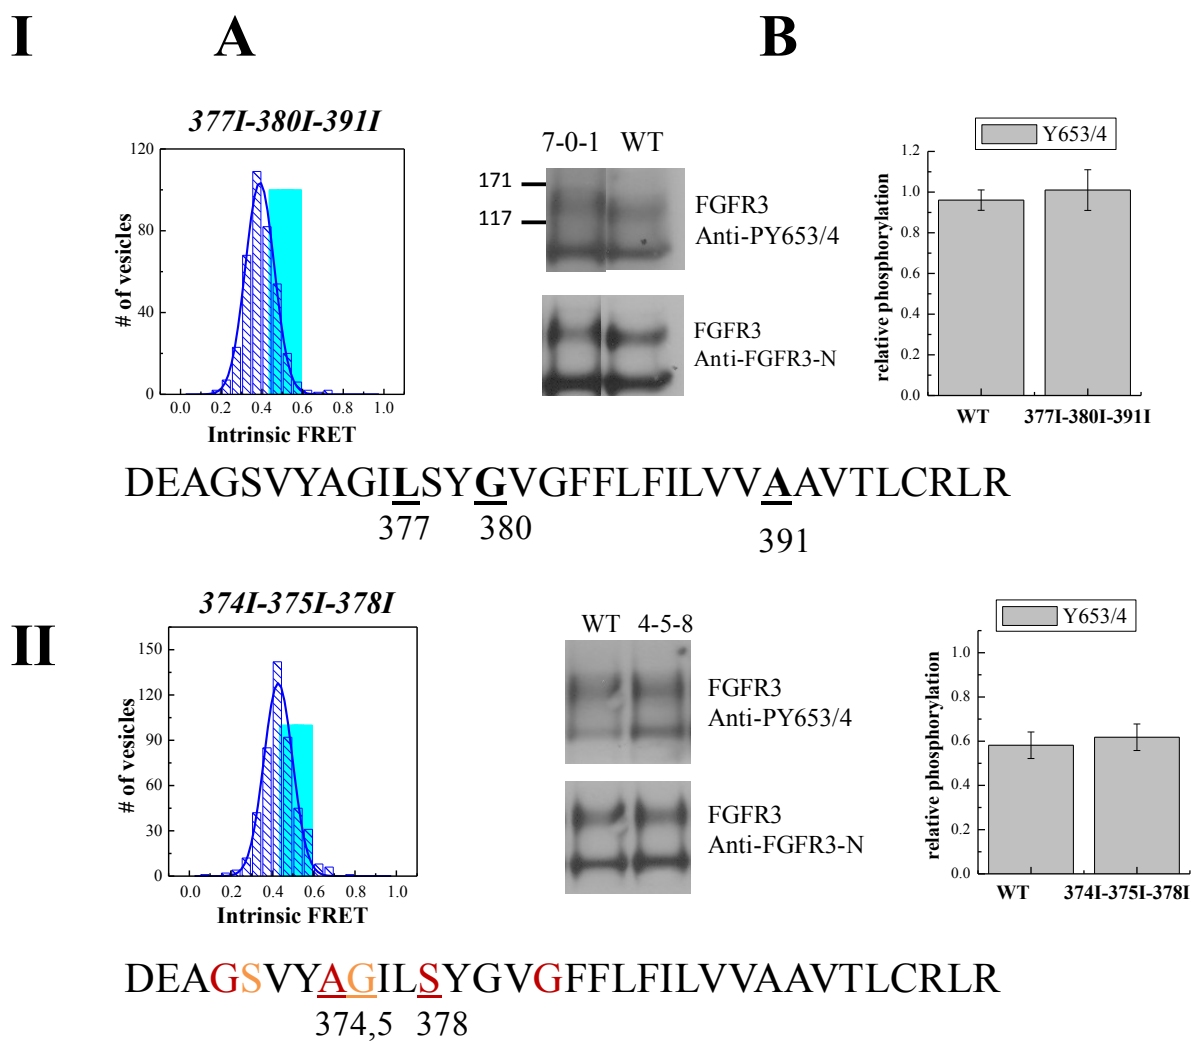 I
A
B
377I-380I-391I
120
80
40
0
# of vesicles
0.0 0.2 0.4 0.6 0.8 1.0
Intrinsic FRET
7-0-1 WT
171
117
FGFR3
Anti-PY653/4
FGFR3
Anti-FGFR3-N
Y653/4
1.2
1.0
0.8
0.6
0.4
0.2
0.0
relative phosphorylation
WT 377I-380I-391I
DEAGSVYAGILSYGVGFFLFILVVAAVTLCRLR
377 380 391
II
374I-375I-378I
150
120
90
60
30
0
# of vesicles
0.0 0.2 0.4 0.6 0.8 1.0
Intrinsic FRET
WT 4-5-8
FGFR3
Anti-PY653/4
FGFR3
Anti-FGFR3-N
Y653/4
1.0
0.8
0.6
0.4
0.2
0.0
relative phosphorylation
WT 374I-375I-378I
DEAGSVYAGILSYGVGFFLFILVVAAVTLCRLR
374,5 378